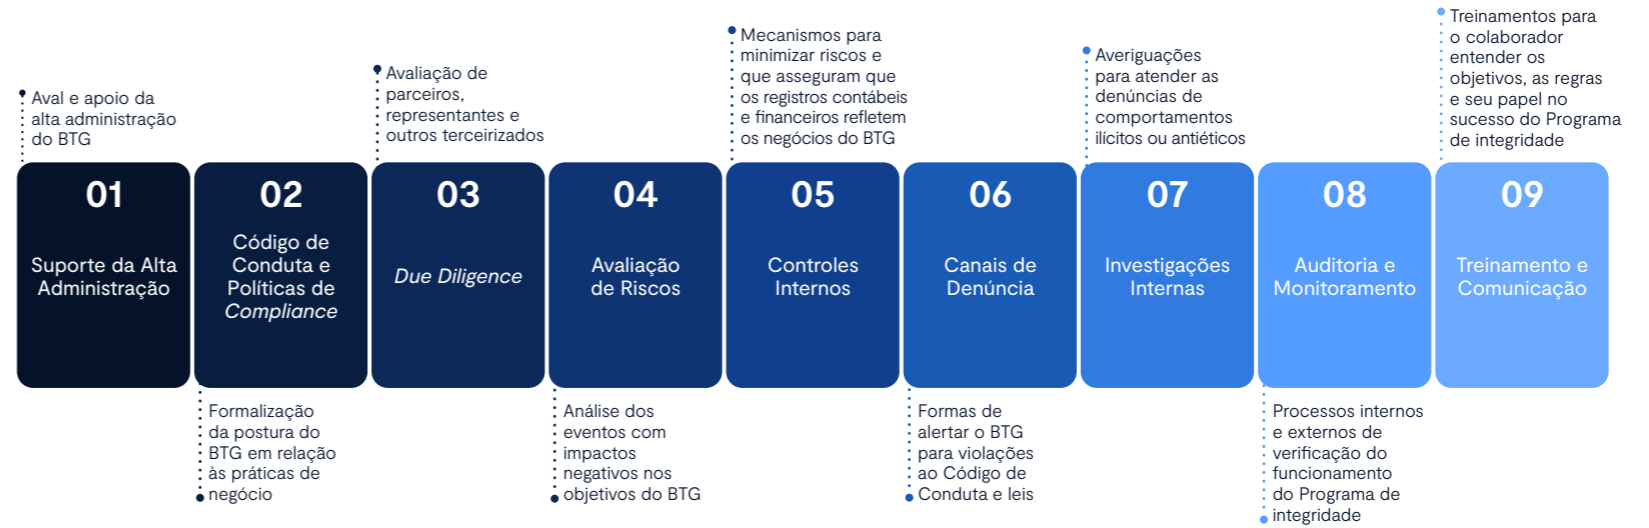 Aval e apoio da
alta administração
do BTG
01
Suporte da Alta
Administração
02
Código de
Conduta e
Políticas de
Compliance
Formalização
da postura do
BTG em relação
às práticas de
negócio
Avaliação de
parceiros,
representantes e
outros terceirizados
03
Due Diligence
04
Avaliação
de Riscos
Análise dos
eventos com
impactos
negativos nos
objetivos do BTG
Mecanismos para
minimizar riscos e
que asseguram que
os registros contábeis
e financeiros refletem
os negócios do BTG
05
Controles
Internos
06
Canais de
Denúncia
Formas de
alertar o BTG
para violações
ao Código de
Conduta e leis
Averiguações
para atender as
denúncias de
comportamentos
ilícitos ou antiéticos
07
Investigações
Internas
08
Auditoria e
Monitoramento
Processos internos
e externos de
verificação do
funcionamento
do Programa de
integridade
Treinamentos para
o colaborador
entender os
objetivos, as regras
e seu papel no
sucesso do Programa
de integridade
09
Treinamento e
Comunicação